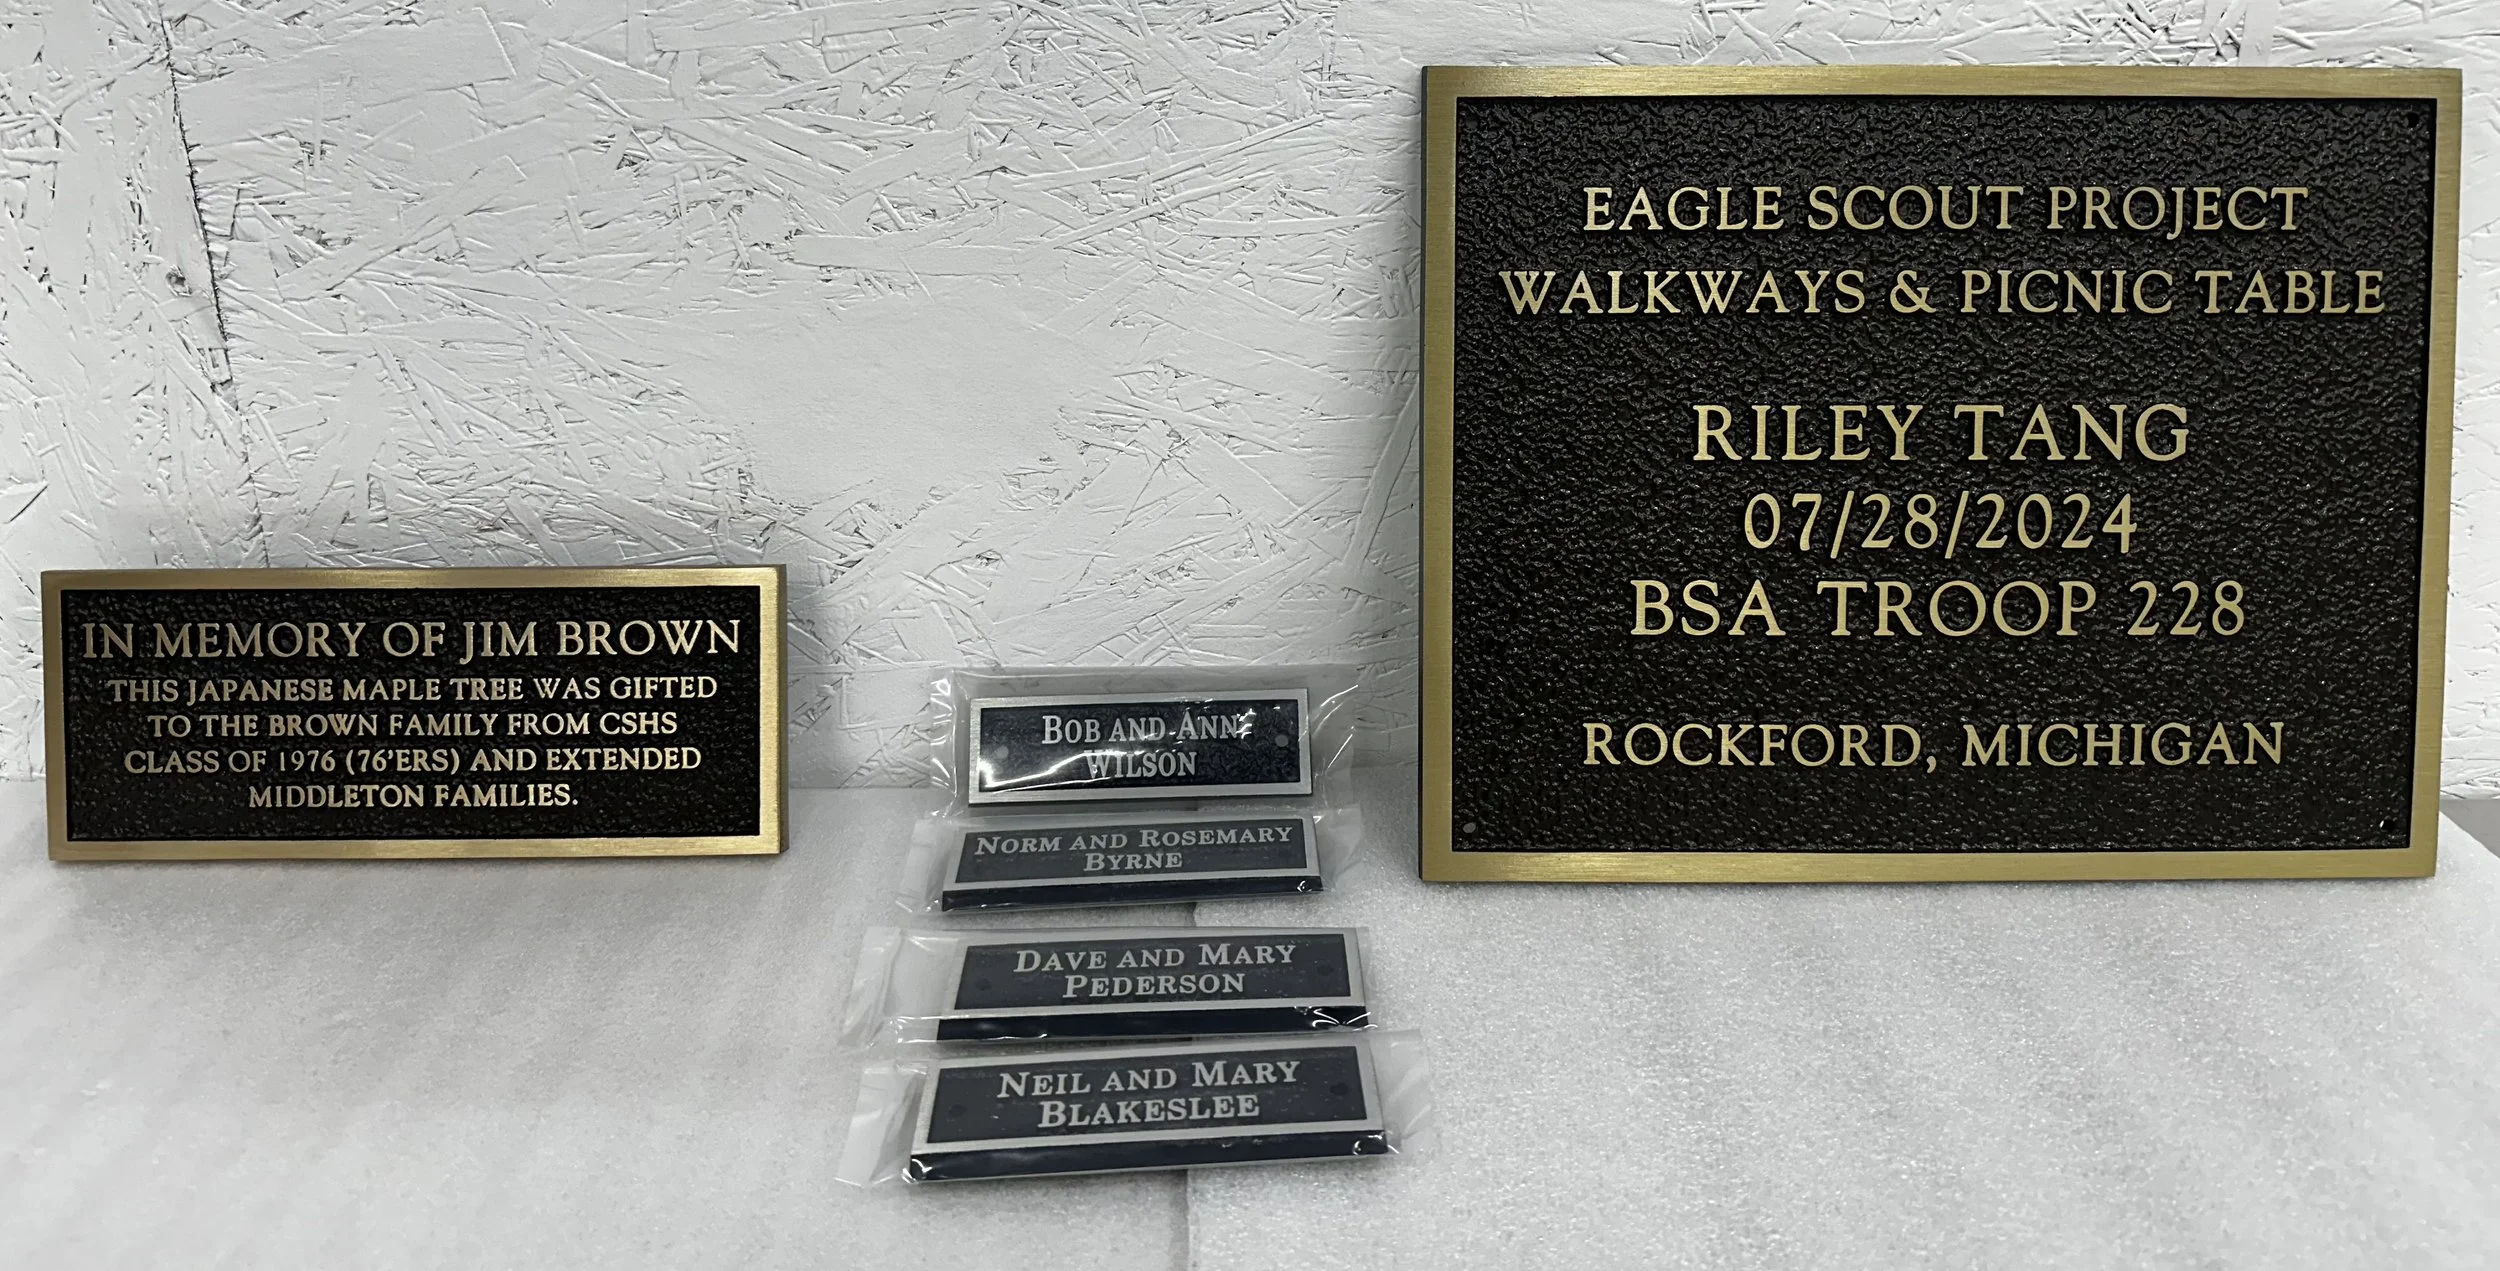 IN MEMORY OF JIM BROWN
THIS JAPANESE MAPLE TREE WAS GIFTED
TO THE BROWN FAMILY FROM CSHS
CLASS OF 1976 (76'ERS) AND EXTENDED
MIDDLETON FAMILIES.
BOB AND ANN
WILSON
NORM AND ROSEMARY
BYRNE
DAVE AND MARY
PEDERSON
NEIL AND MARY
BLAKESLEE
EAGLE SCOUT PROJECT
WALKWAYS & PICNIC TABLE
RILEY TANG
07/28/2024
BSA TROOP 228
ROCKFORD, MICHIGAN